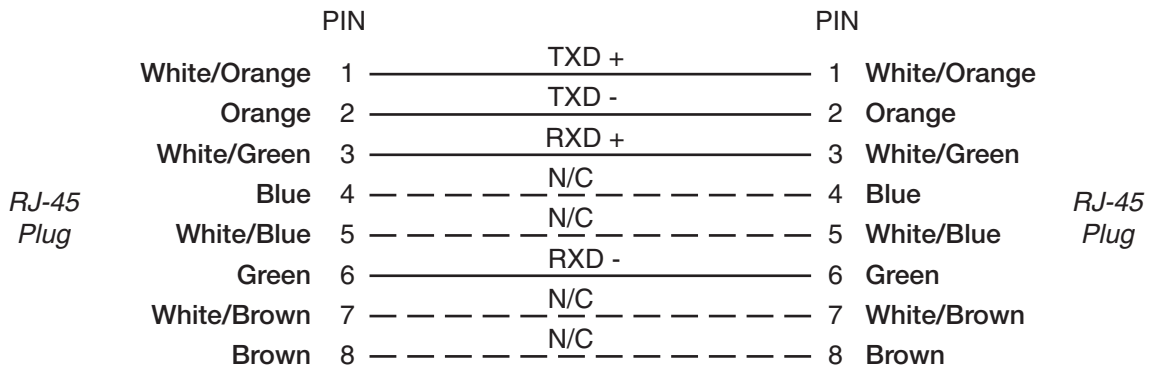 PIN PIN
White/Orange 1 TXD + 1 White/Orange
Orange 2 TXD - 2 Orange
White/Green 3 RXD + 3 White/Green
Blue 4 N/C 4 Blue
RJ-45 Plug
White/Blue 5 N/C 5 White/Blue
RJ-45 Plug
Green 6 RXD - 6 Green
White/Brown 7 N/C 7 White/Brown
Brown 8 N/C 8 Brown